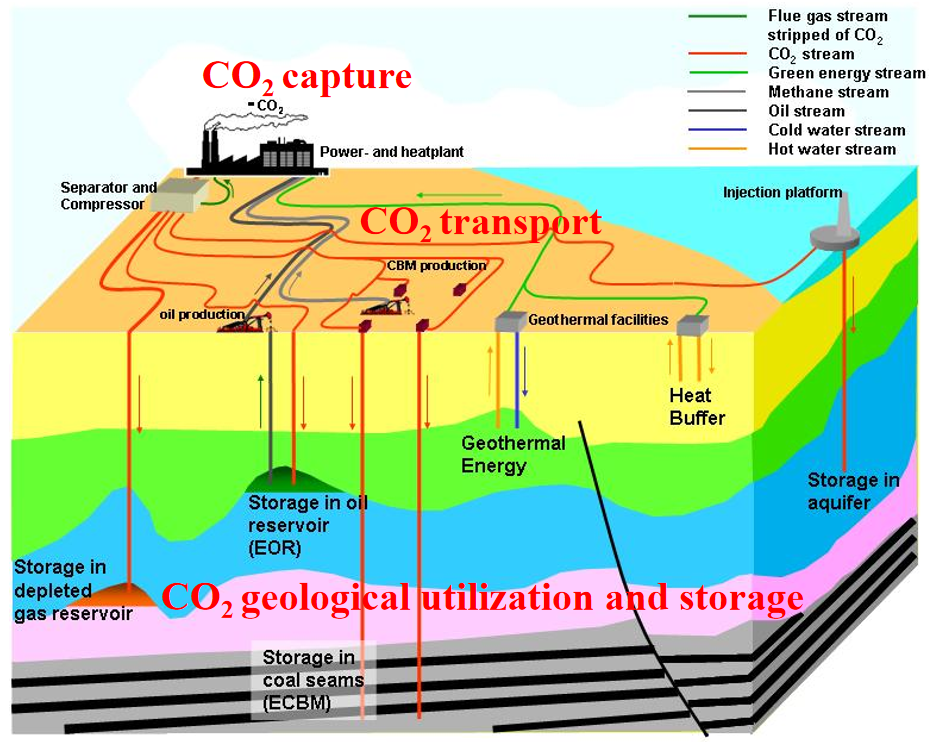 Flue gas stream
stripped of CO₂
CO₂ stream
Green energy stream
Methane stream
Oil stream
Cold water stream
Hot water stream
CO₂ capture
- CO₂
Power- and heatplant
Separator and
Compressor
Injection platform
CO₂ transport
CBM production
oil production
Geothermal facilities
Heat
Buffer
Geothermal
Energy
Storage in
aquifer
Storage in oil
reservoir
(EOR)
Storage in
depleted
gas reservoir
CO₂ geological utilization and storage
Storage in
coal seams
(ECBM)